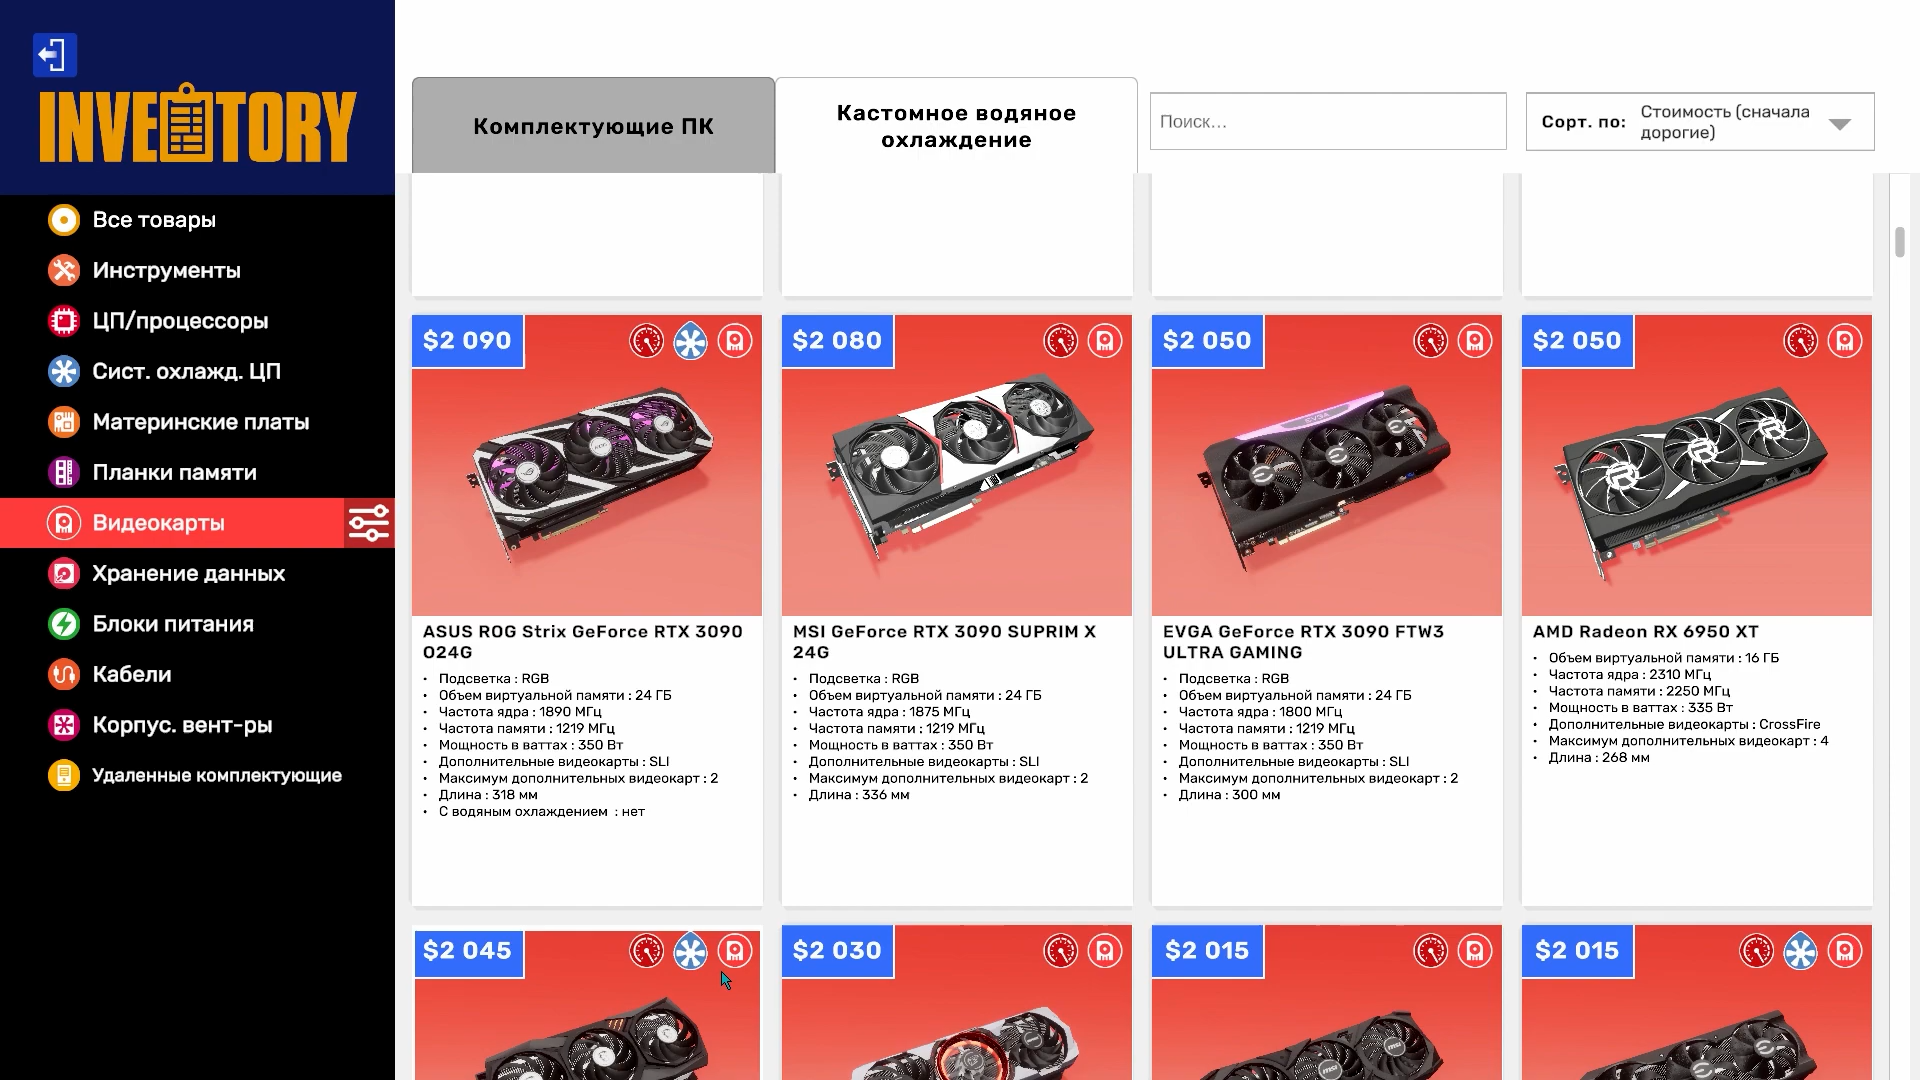 INVENTORY
Комплектующие ПК
Кастомное водяное
охлаждение
Поиск...
Сорт. по:
Стоимость (сначала
дорогие)
Все товары
Инструменты
ЦП/процессоры
Сист. охлажд. ЦП
Материнские платы
Планки памяти
Видеокарты
Хранение данных
Блоки питания
Кабели
Корпус. вент-ры
Удаленные комплектующие
$2 090
ASUS ROG Strix GeForce RTX 3090
O24G
• Подсветка : RGB
• Объем виртуальной памяти : 24 ГБ
• Частота ядра : 1890 МГц
• Частота памяти : 1219 МГц
• Мощность в ваттах : 350 Вт
• Дополнительные видеокарты : SLI
• Максимум дополнительных видеокарт : 2
• Длина : 318 мм
• С водяным охлаждением : нет
$2 080
MSI GeForce RTX 3090 SUPRIM X
24G
• Подсветка : RGB
• Объем виртуальной памяти : 24 ГБ
• Частота ядра : 1875 МГц
• Частота памяти : 1219 МГц
• Мощность в ваттах : 350 Вт
• Дополнительные видеокарты : SLI
• Максимум дополнительных видеокарт : 2
• Длина : 336 мм
$2 050
EVGA
EVGA GeForce RTX 3090 FTW3
ULTRA GAMING
• Подсветка : RGB
• Объем виртуальной памяти : 24 ГБ
• Частота ядра : 1800 МГц
• Частота памяти : 1219 МГц
• Мощность в ваттах : 350 Вт
• Дополнительные видеокарты : SLI
• Максимум дополнительных видеокарт : 2
• Длина : 300 мм
$2 050
AMD Radeon RX 6950 XT
• Объем виртуальной памяти : 16 ГБ
• Частота ядра : 2310 МГц
• Частота памяти : 2250 МГц
• Мощность в ваттах : 335 Вт
• Дополнительные видеокарты : CrossFire
• Максимум дополнительных видеокарт : 4
• Длина : 268 мм
$2 045
$2 030
$2 015
$2 015